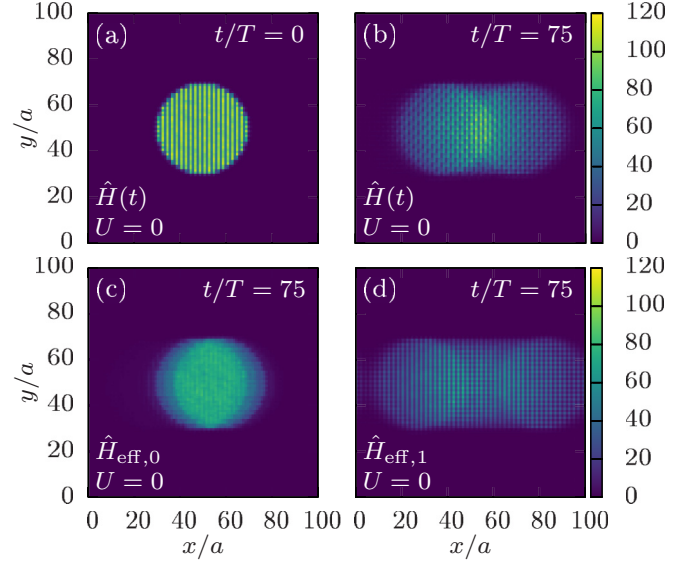 100
(a) t/T = 0
(b) t/T = 75
120
80
100
60
80
y/a
60
40
40
20
Ĥ(t)
Ĥ(t)
20
0
U = 0
U = 0
0
100
(c) t/T = 75
(d) t/T = 75
120
80
100
60
80
y/a
60
40
40
20
Ĥeff,0
Ĥeff,1
20
0
U = 0
U = 0
0
0 20 40 60 80 100
20 40 60 80 100
x/a
x/a